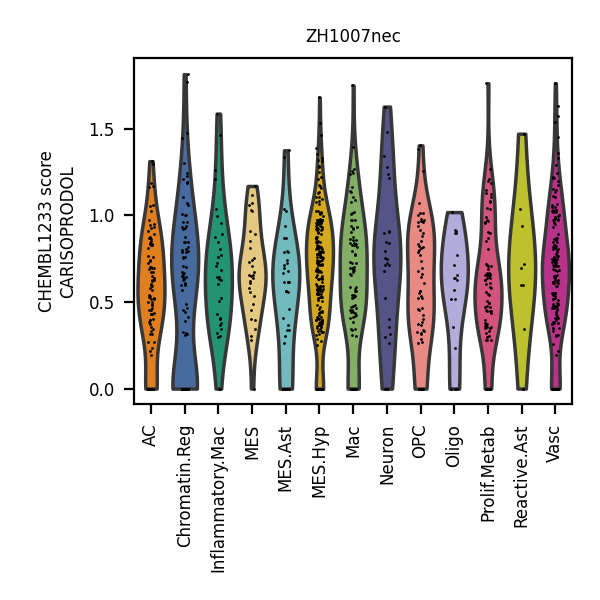 ZH1007nec
CHEMBL1233 score
CARISOPRODOL
1.5
1.0
0.5
0.0
AC
Chromatin.Reg
Inflammatory.Mac
MES
MES.Ast
MES.Hyp
Mac
Neuron
OPC
Oligo
Prolif.Metab
Reactive.Ast
Vasc